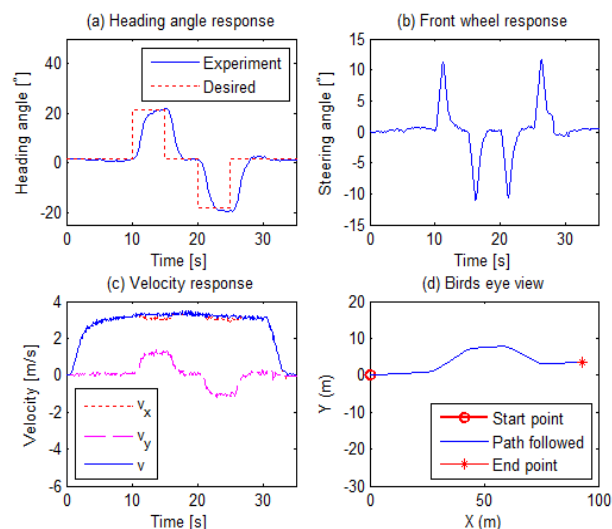 (a) Heading angle response
Heading angle [°]
40
20
0
-20
Experiment
Desired
0
10
20
30
Time [s]
(b) Front wheel response
Steering angle [°]
15
10
5
0
-5
-10
-15
0
10
20
30
Time [s]
(c) Velocity response
Velocity [m/s]
4
2
0
-2
-4
-6
v_x
v_y
v
0
10
20
30
Time [s]
(d) Birds eye view
Y (m)
20
10
0
-10
-20
-30
Start point
Path followed
End point
0
50
100
X (m)